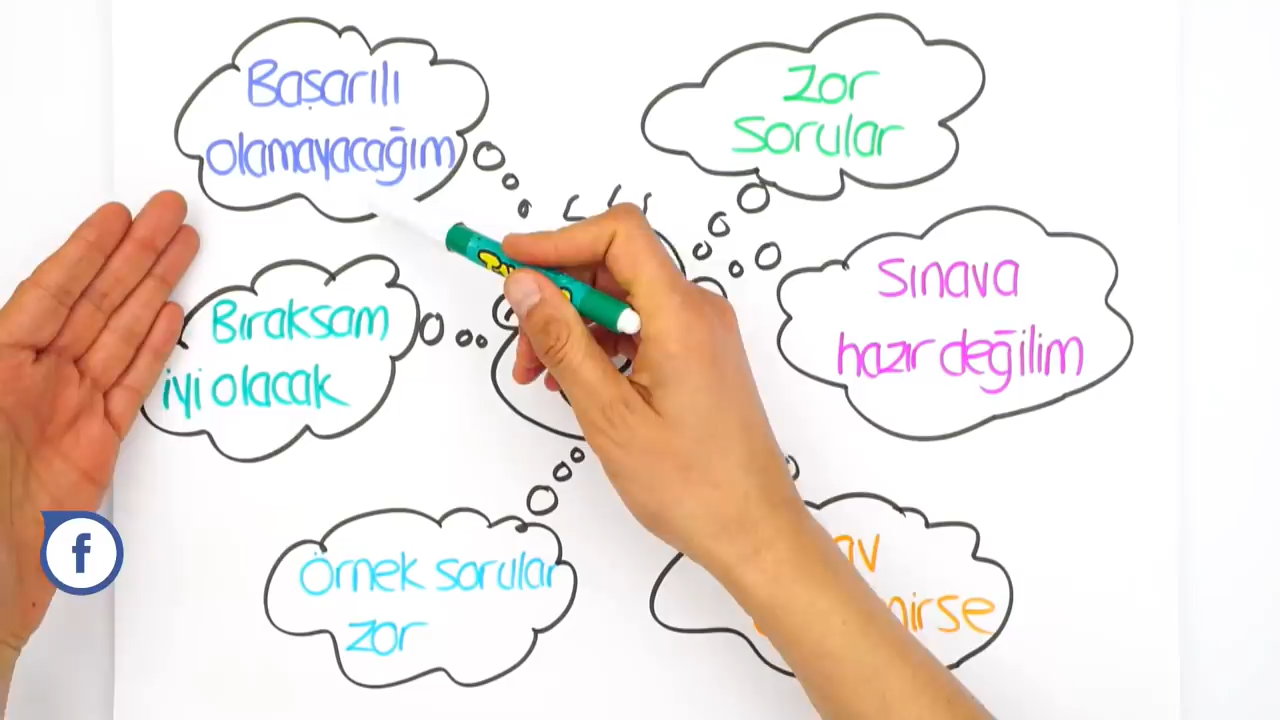 Başarılı
olamayacağım
Zor
sorular
Sınava
hazır değilim
Bıraksam
iyi olacak
Örnek sorular
zor